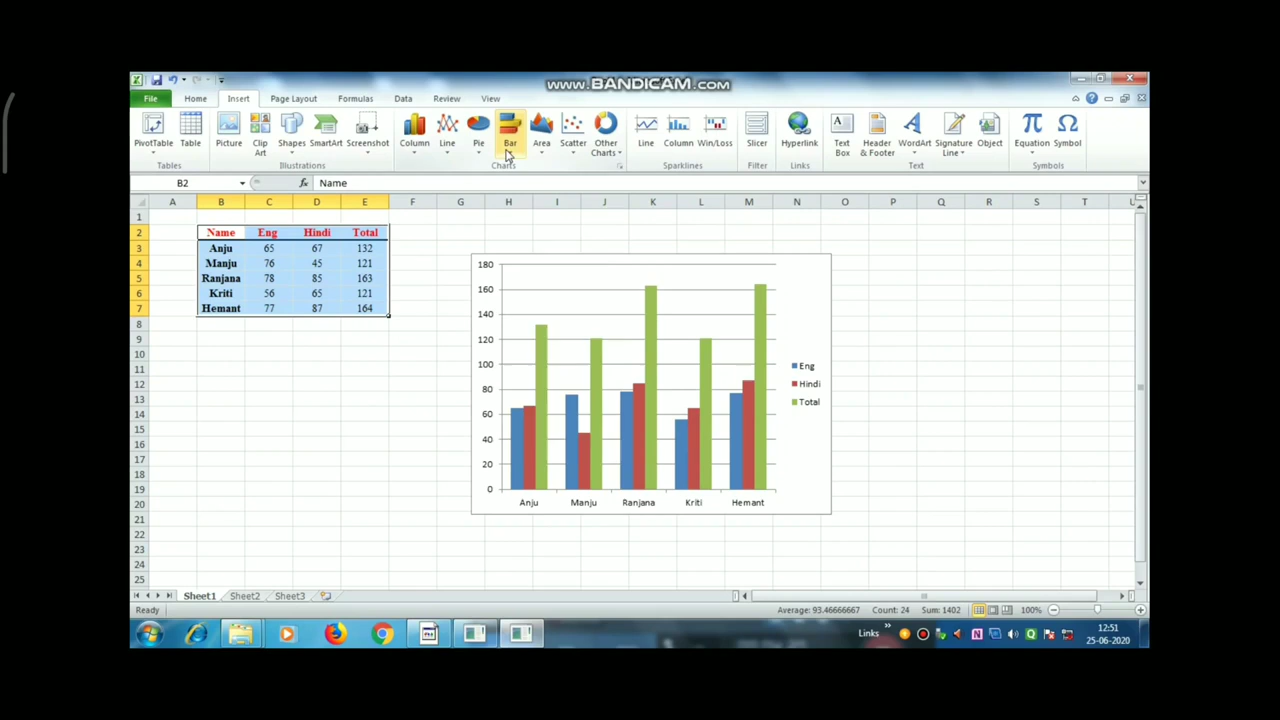 WWW.BANDICAM.COM
File Home Insert Page Layout Formulas Data Review View
PivotTable Table Picture Clip Art Shapes SmartArt Screenshot Column Line Pie Bar Area Scatter Other Charts Line Column Win/Loss Slicer Hyperlink Text Box Header & Footer WordArt Signature Line Object Equation Symbol
Tables Illustrations Charts Sparklines Filter Links Text Symbols
B2 fx Name
A B C D E F G H I J K L M N O P Q R S T U
1
2 Name Eng Hindi Total
3 Anju 65 67 132
4 Manju 76 45 121
5 Ranjana 78 85 163
6 Kriti 56 65 121
7 Hemant 77 87 164
8
9
10
11
12
13
14
15
16
17
18
19
20
21
22
23
24
25
180
160
140
120
100
80
60
40
20
0
Anju Manju Ranjana Kriti Hemant
Eng
Hindi
Total
Sheet1 Sheet2 Sheet3
Ready Average: 93.46666667 Count: 24 Sum: 1402 100%
Links » 12:51
25-06-2020